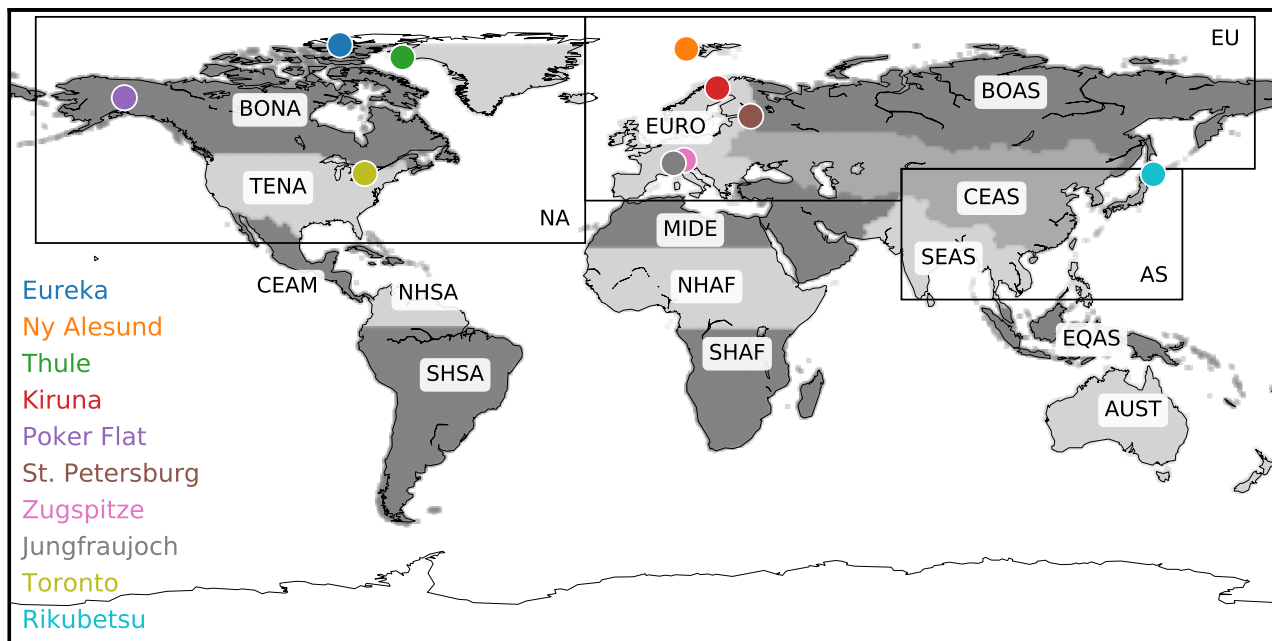 EU
BONA
BOAS
EURO
TENA
CEAS
NA
MIDE
SEAS
AS
CEAM
NHSA
NHAF
EQAS
SHAF
SHSA
AUST
Eureka
Ny Alesund
Thule
Kiruna
Poker Flat
St. Petersburg
Zugspitze
Jungfraujoch
Toronto
Rikubetsu